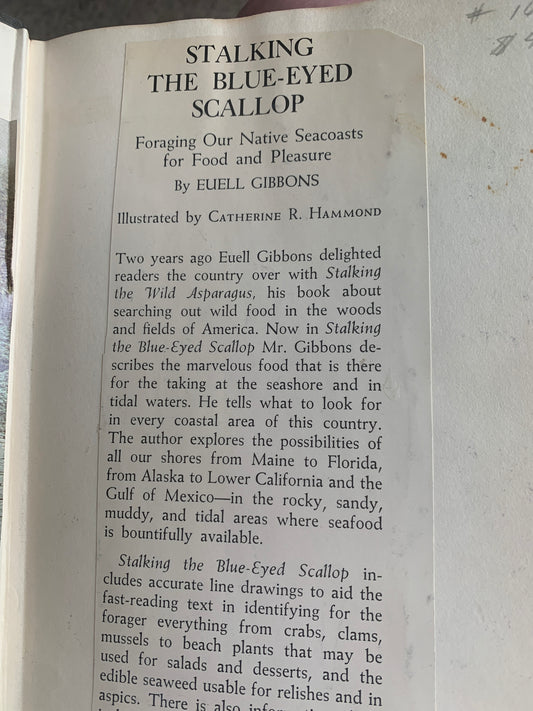 # 1
$
STALKING
THE BLUE-EYED
SCALLOP
Foraging Our Native Seacoasts
for Food and Pleasure
By EUELL GIBBONS
Illustrated by CATHERINE R. HAMMOND
Two years ago Euell Gibbons delighted
readers the country over with Stalking
the Wild Asparagus, his book about
searching out wild food in the woods
and fields of America. Now in Stalking
the Blue-Eyed Scallop Mr. Gibbons de-
scribes the marvelous food that is there
for the taking at the seashore and in
tidal waters. He tells what to look for
in every coastal area of this country.
The author explores the possibilities of
all our shores from Maine to Florida,
from Alaska to Lower California and the
Gulf of Mexico—in the rocky, sandy,
muddy, and tidal areas where seafood
is bountifully available.
Stalking the Blue-Eyed Scallop in-
cludes accurate line drawings to aid the
fast-reading text in identifying for the
forager everything from crabs, clams,
mussels to beach plants that may be
used for salads and desserts, and the
edible seaweed usable for relishes and in
aspics. There is also